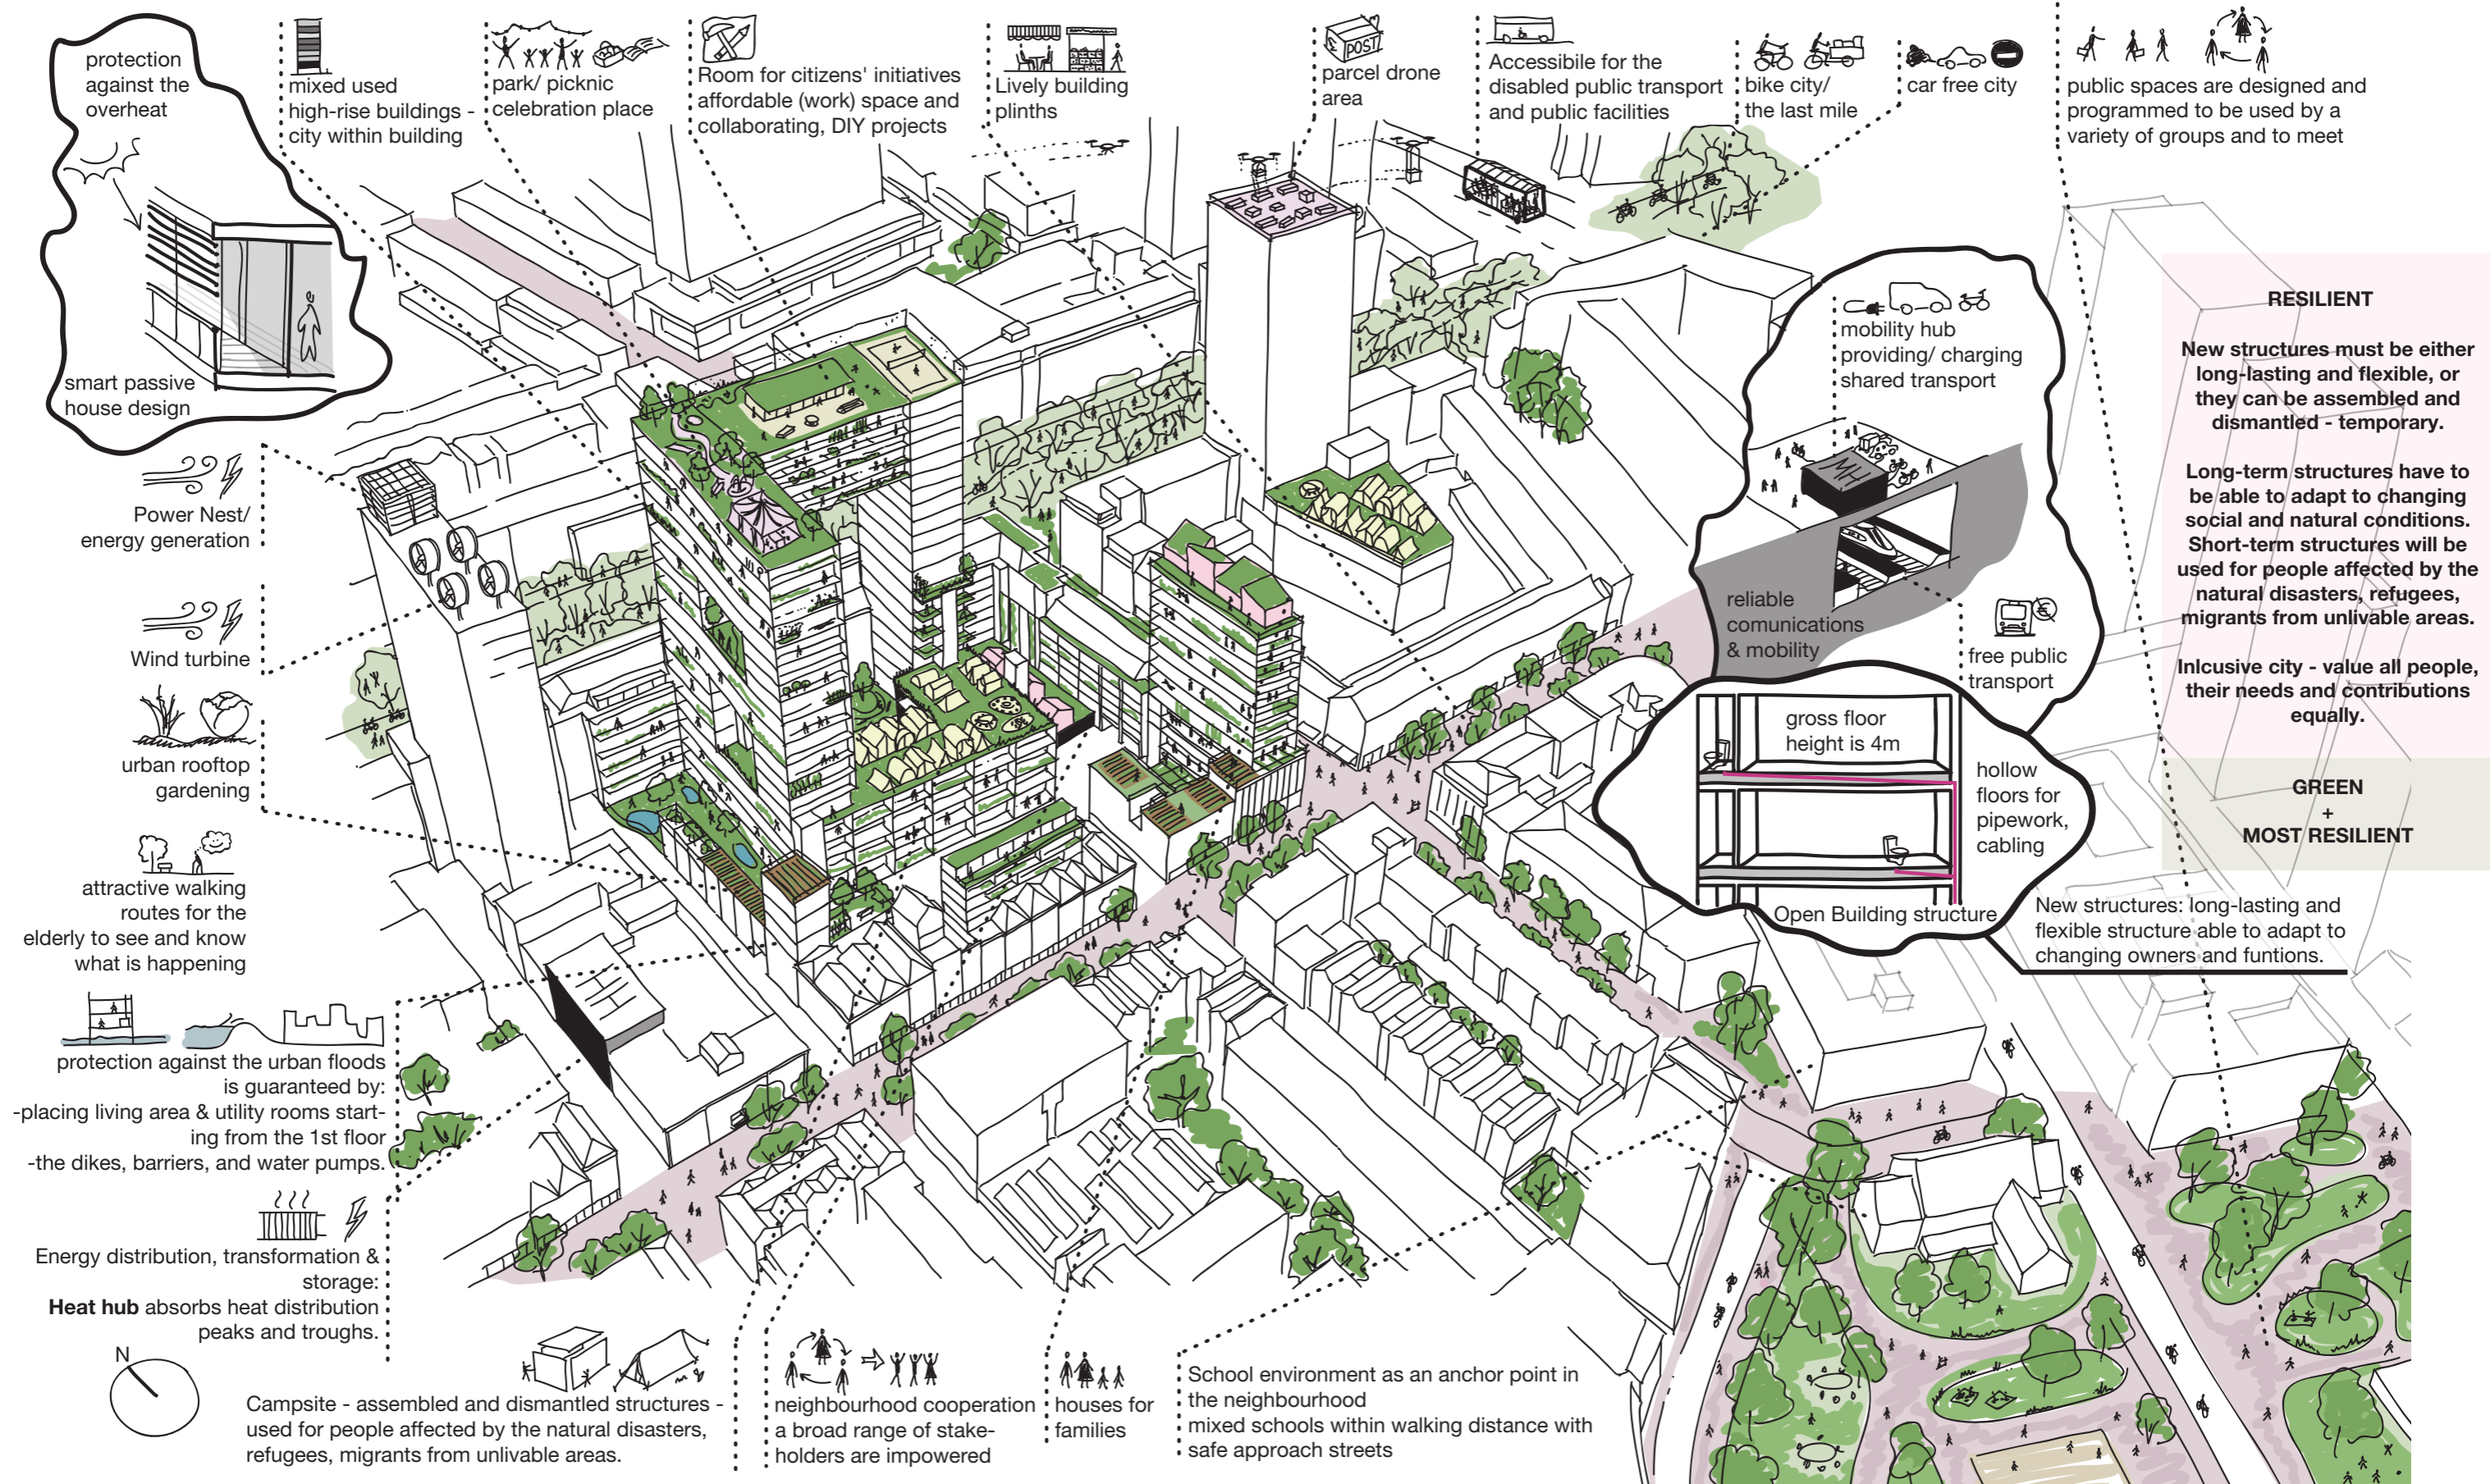 protection
against the
overheat
smart passive
house design
mixed used
high-rise buildings -
city within building
park/ picknic
celebration place
Room for citizens' initiatives
affordable (work) space and
collaborating, DIY projects
Lively building
plinths
POST
parcel drone
area
Accessibile for the
disabled public transport
and public facilities
bike city/
the last mile
car free city
public spaces are designed and
programmed to be used by a
variety of groups and to meet
Power Nest/
energy generation
Wind turbine
urban rooftop
gardening
attractive walking
routes for the
elderly to see and know
what is happening
protection against the urban floods
is guaranteed by:
-placing living area & utility rooms start-
ing from the 1st floor
-the dikes, barriers, and water pumps.
Energy distribution, transformation &
storage:
Heat hub absorbs heat distribution
peaks and troughs.
N
Campsite - assembled and dismantled structures -
used for people affected by the natural disasters,
refugees, migrants from unlivable areas.
neighbourhood cooperation
a broad range of stake-
holders are impowered
houses for
families
School environment as an anchor point in
the neighbourhood
mixed schools within walking distance with
safe approach streets
mobility hub
providing/ charging
shared transport
MH
reliable
comunications
& mobility
€
free public
transport
gross floor
height is 4m
hollow
floors for
pipework,
cabling
Open Building structure
New structures: long-lasting and
flexible structure able to adapt to
changing owners and funtions.
RESILIENT
New structures must be either
long-lasting and flexible, or
they can be assembled and
dismantled - temporary.
Long-term structures have to
be able to adapt to changing
social and natural conditions.
Short-term structures will be
used for people affected by the
natural disasters, refugees,
migrants from unlivable areas.
Inlcusive city - value all people,
their needs and contributions
equally.
GREEN
+
MOST RESILIENT